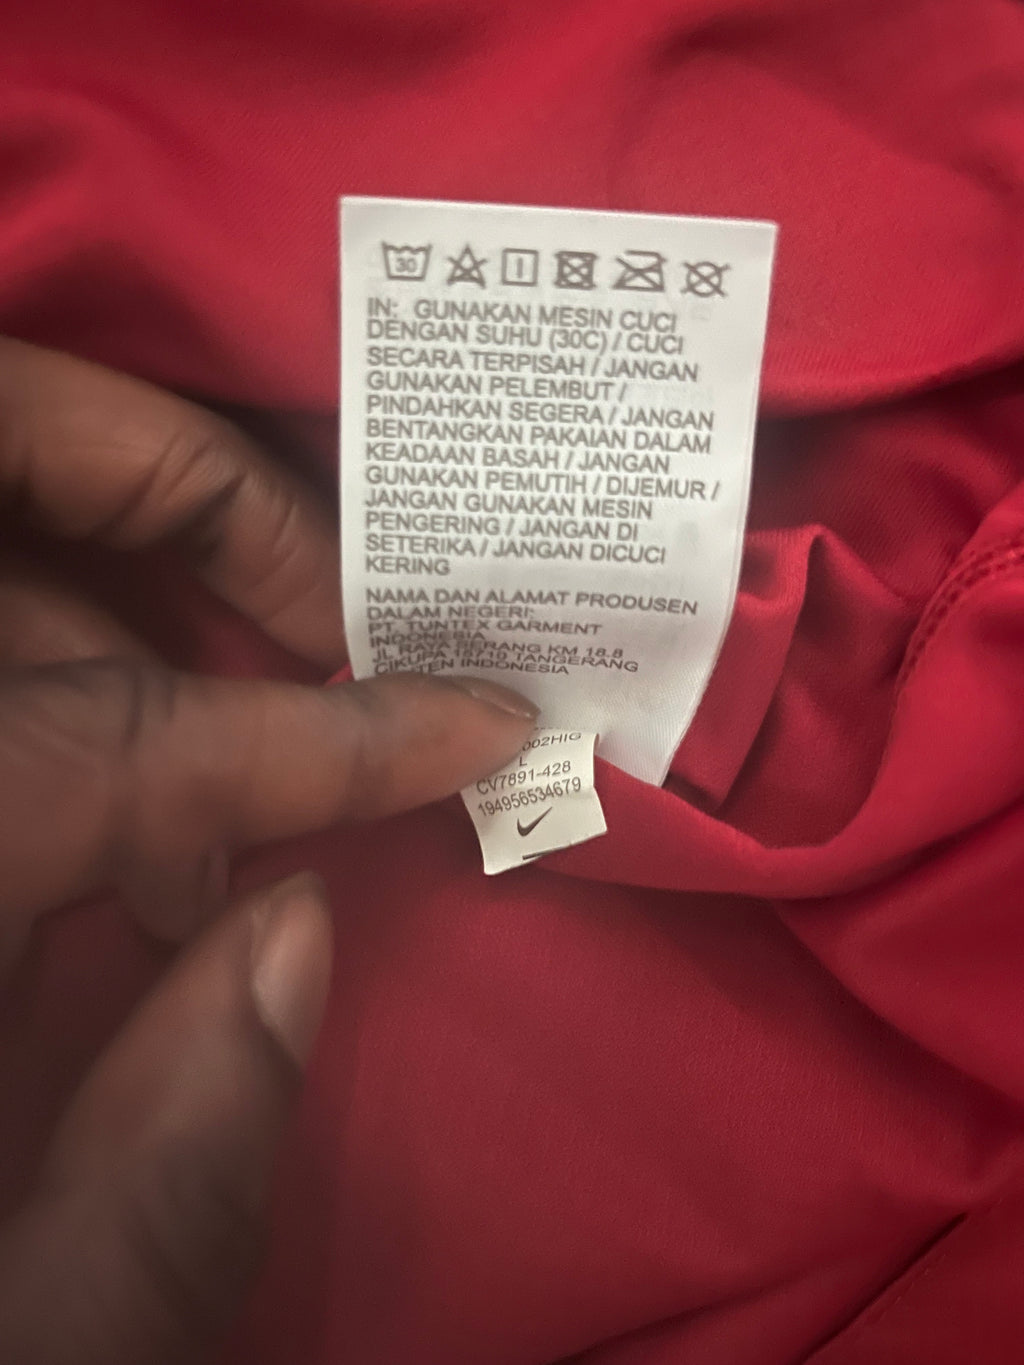 30
IN: GUNAKAN MESIN CUCI
DENGAN SUHU (30C) / CUCI
SECARA TERPISAH / JANGAN
GUNAKAN PELEMBUT /
PINDAHKAN SEGERA / JANGAN
BENTANGKAN PAKAIAN DALAM
KEADAAN BASAH / JANGAN
GUNAKAN PEMUTIH / DIJEMUR /
JANGAN GUNAKAN MESIN
PENGERING / JANGAN DI
SETERIKA / JANGAN DICUCI
KERING
NAMA DAN ALAMAT PRODUSEN
DALAM NEGERI:
PT. TUNTEX GARMENT
INDONESIA
JL RAYA SERANG KM 18.8
CIKUPA 15710 TANGERANG
INDONESIA
002HIG
L
CV7891-428
194956534679